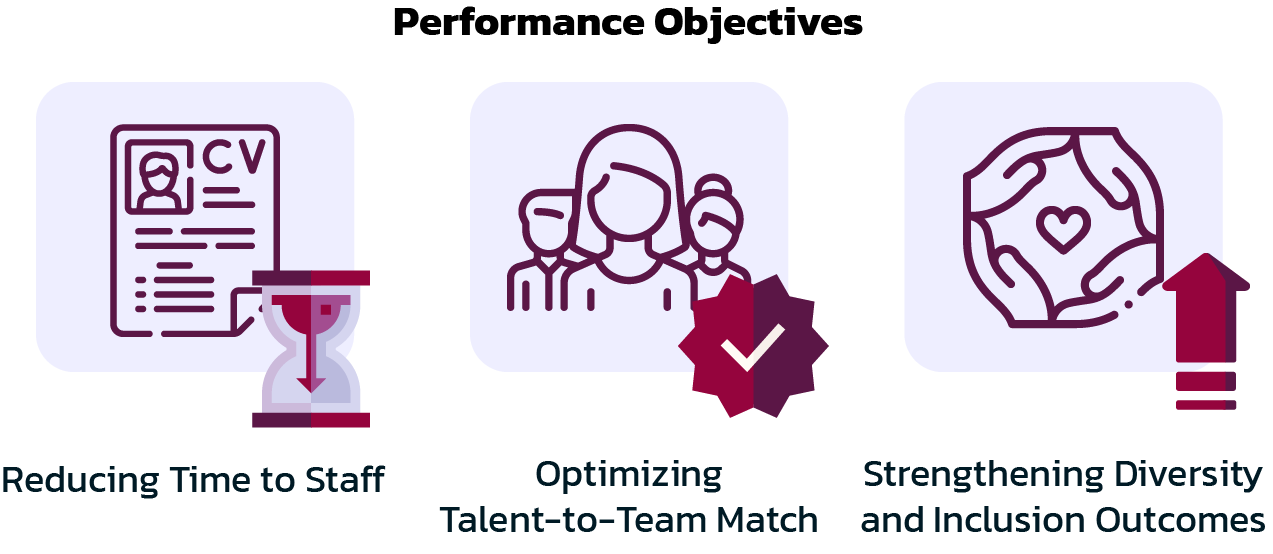 Performance Objectives
CV
Reducing Time to Staff
Optimizing
Talent-to-Team Match
Strengthening Diversity
and Inclusion Outcomes